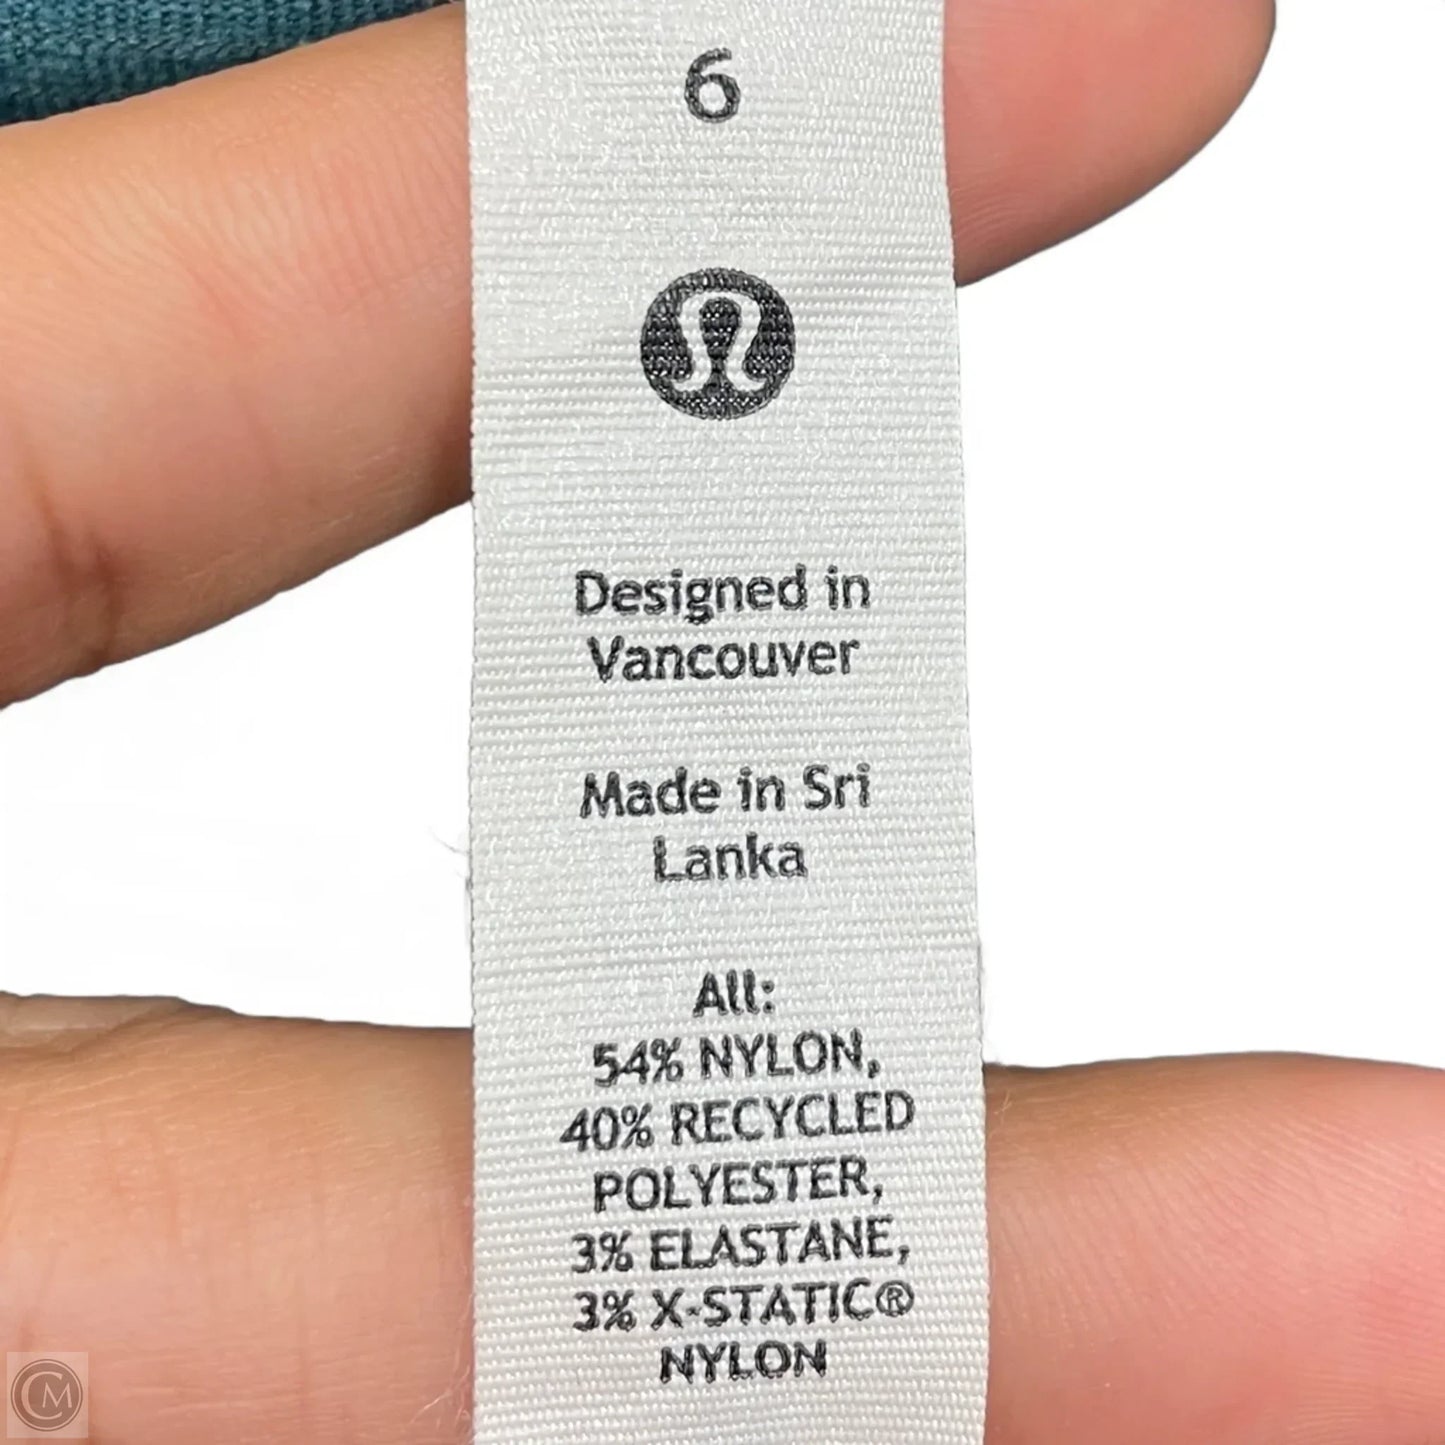 6
Designed in
Vancouver
Made in Sri
Lanka
All:
54% NYLON,
40% RECYCLED
POLYESTER,
3% ELASTANE,
3% X-STATIC®
NYLON
CM